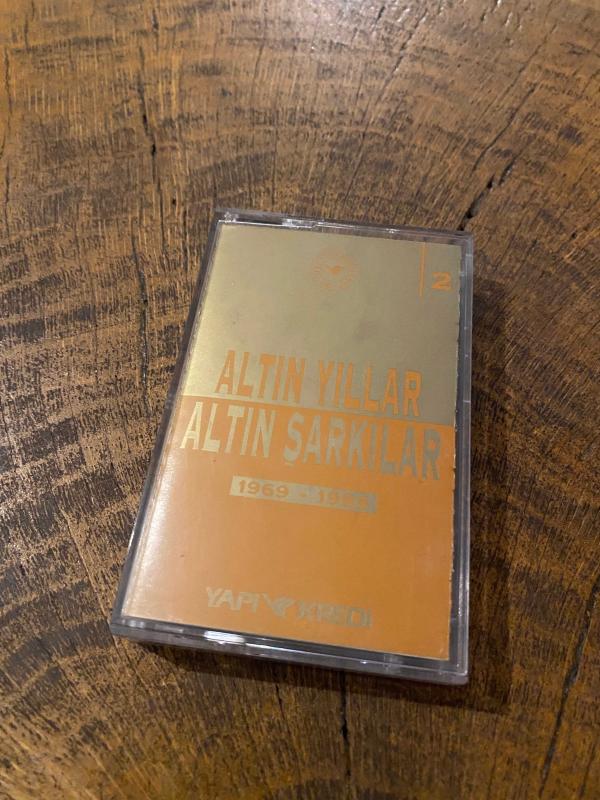 2
ALTIN YILLAR
ALTIN ŞARKILAR
1969 -
YAPI KREDİ